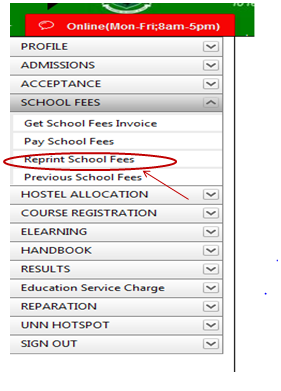 Online(Mon-Fri;8am-5pm)
PROFILE
ADMISSIONS
ACCEPTANCE
SCHOOL FEES
Get School Fees Invoice
Pay School Fees
Reprint School Fees
Previous School Fees
HOSTEL ALLOCATION
COURSE REGISTRATION
ELEARNING
HANDBOOK
RESULTS
Education Service Charge
REPARATION
UNN HOTSPOT
SIGN OUT